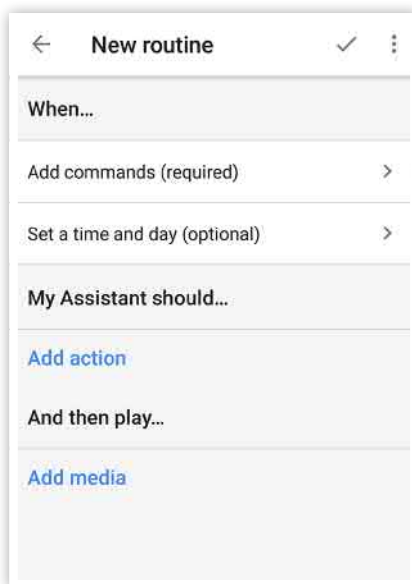 New routine
When...
Add commands (required)
Set a time and day (optional)
My Assistant should...
Add action
And then play...
Add media